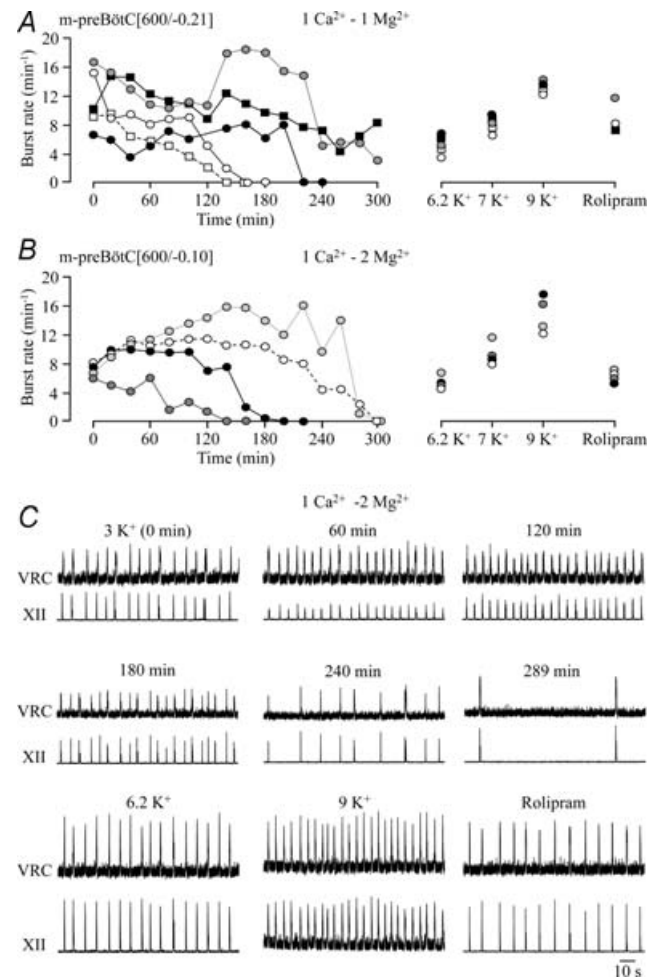 A
m-preBötC[600/-0.21] 1 Ca²⁺ - 1 Mg²⁺
Burst rate (min⁻¹)
20
16
12
8
4
0
0 60 120 180 240 300
Time (min)
6.2 K⁺ 7 K⁺ 9 K⁺ Rolipram
B
m-preBötC[600/-0.10] 1 Ca²⁺ - 2 Mg²⁺
Burst rate (min⁻¹)
20
16
12
8
4
0
0 60 120 180 240 300
Time (min)
6.2 K⁺ 7 K⁺ 9 K⁺ Rolipram
C
1 Ca²⁺ -2 Mg²⁺
3 K⁺ (0 min) 60 min 120 min
VRC
XII
180 min 240 min 289 min
VRC
XII
6.2 K⁺ 9 K⁺ Rolipram
VRC
XII
10 s